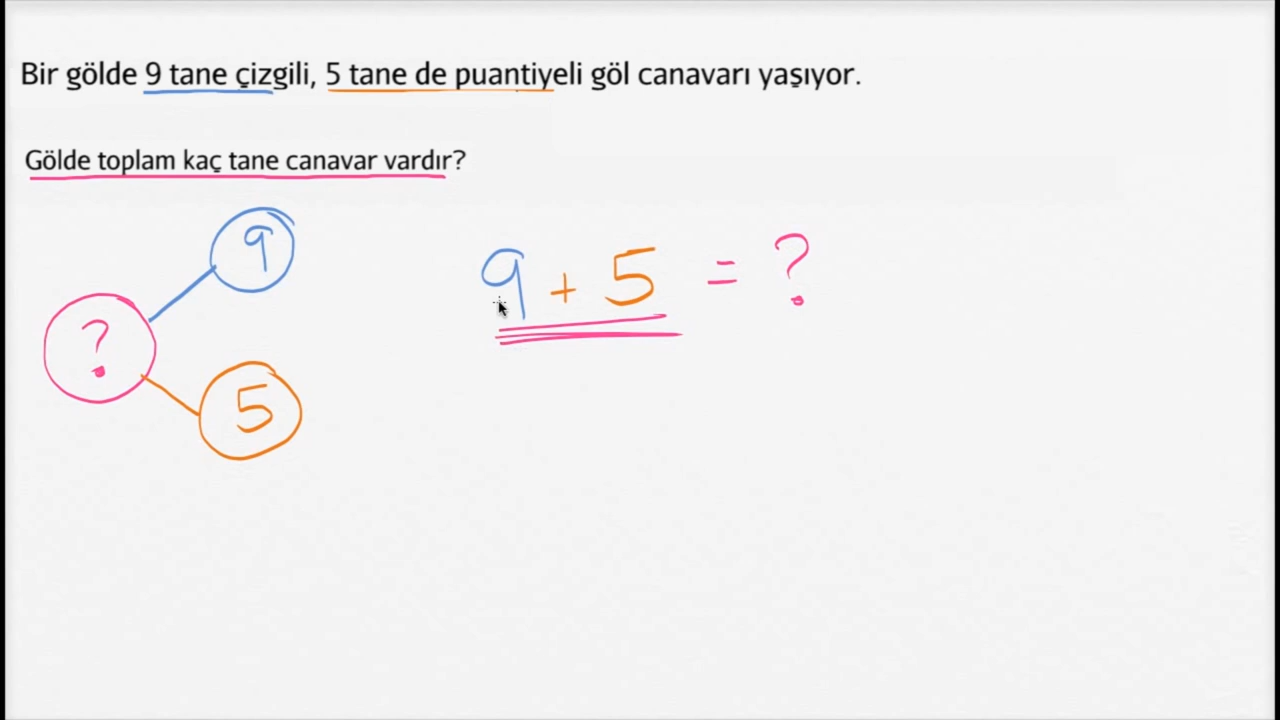 Bir gölde 9 tane çizgili, 5 tane de puantiyeli göl canavarı yaşıyor.
Gölde toplam kaç tane canavar vardır?
9
9 + 5 = ?
?
5